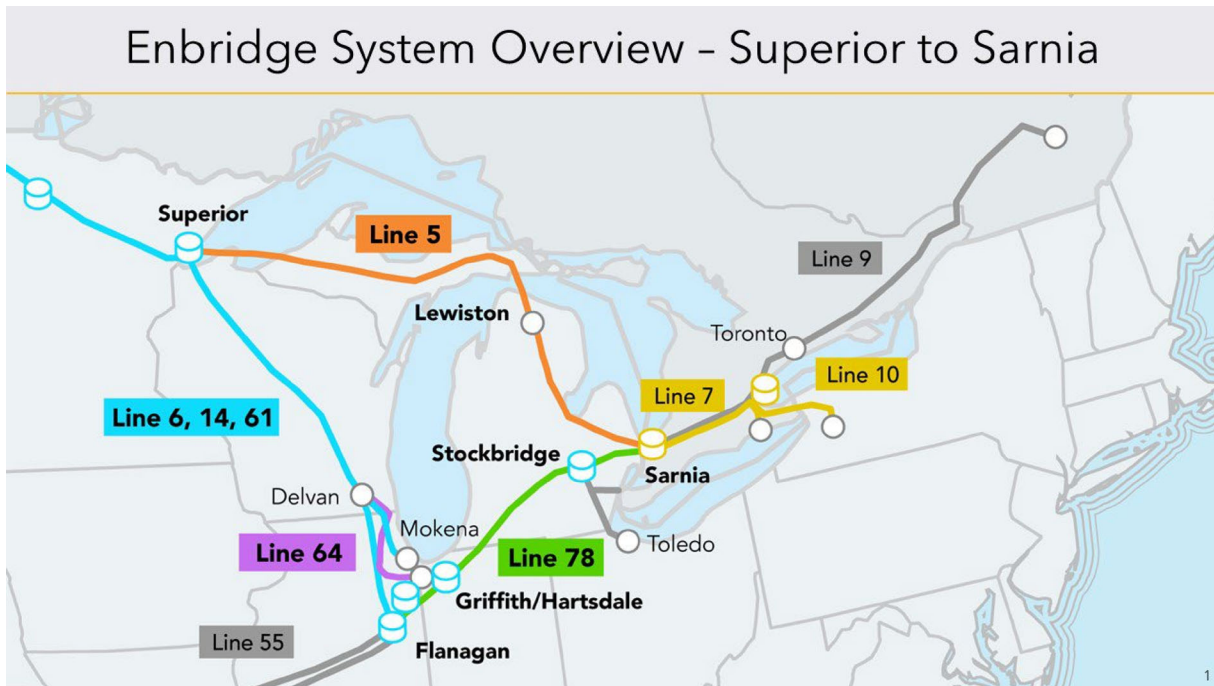 Enbridge System Overview – Superior to Sarnia
Superior
Line 5
Line 9
Lewiston
Toronto
Line 10
Line 7
Line 6, 14, 61
Stockbridge
Sarnia
Delvan
Mokena
Line 64
Line 78
Toledo
Griffith/Hartsdale
Line 55
Flanagan
1